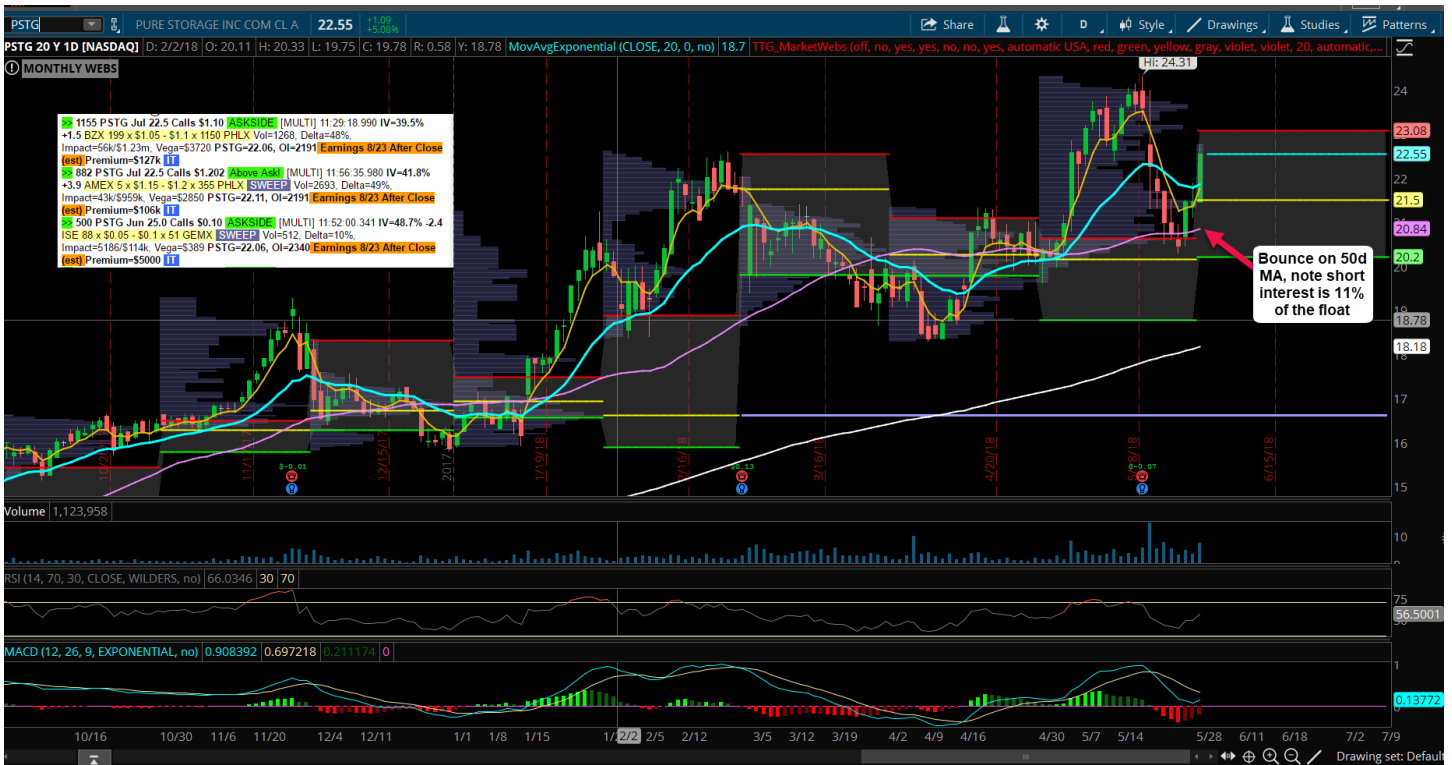 PSTG PURE STORAGE INC COM CL A 22.55 +1.09 +5.08% Share D Style Drawings Studies Patterns
PSTG 20 Y 1D [NASDAQ] D: 2/2/18 O: 20.11 H: 20.33 L: 19.75 C: 19.78 R: 0.58 Y: 18.78 MovAvgExponential (CLOSE, 20, 0, no) 18.7 TTG_MarketWebs (off, no, yes, yes, no, no, yes, automatic USA, red, green, yellow, gray, violet, violet, 20, automatic,...
MONTHLY WEBS
Hi: 24.31
>> 1155 PSTG Jul 22.5 Calls $1.10 ASKSIDE [MULTI] 11:29:18.990 IV=39.5%
+1.5 BZX 199 x $1.05 - $1.1 x 1150 PHLX Vol=1268, Delta=48%,
Impact=56k/$1.23m, Vega=$3720 PSTG=22.06, OI=2191 Earnings 8/23 After Close
(est) Premium=$127k IT
>> 882 PSTG Jul 22.5 Calls $1.202 Above Ask! [MULTI] 11:56:35.980 IV=41.8%
+3.9 AMEX 5 x $1.15 - $1.2 x 355 PHLX SWEEP Vol=2693, Delta=49%,
Impact=43k/$959k, Vega=$2850 PSTG=22.11, OI=2191 Earnings 8/23 After Close
(est) Premium=$106k IT
>> 500 PSTG Jun 25.0 Calls $0.10 ASKSIDE [MULTI] 11:52:00.341 IV=48.7% -2.4
ISE 88 x $0.05 - $0.1 x 51 GEMX SWEEP Vol=512, Delta=10%,
Impact=5186/$114k, Vega=$389 PSTG=22.06, OI=2340 Earnings 8/23 After Close
(est) Premium=$5000 IT
24
23.08
22.55
22
21.5
20.84
20.2
20
19
18.78
18.18
18
17
16
15
Bounce on 50d
MA, note short
interest is 11%
of the float
12/15/17
1/19/18
3/16/18
4/20/18
6/15/18
$-0.01
$0.13
$-0.07
Volume 1,123,958
10
RSI (14, 70, 30, CLOSE, WILDERS, no) 66.0346 30 70
75
56.5001
MACD (12, 26, 9, EXPONENTIAL, no) 0.908392 0.697218 0.211174 0
1
0.13772
10/16 10/30 11/6 11/20 12/4 12/11 1/1 1/8 1/15 2/2 2/5 2/12 3/5 3/12 3/19 4/2 4/9 4/16 4/30 5/7 5/14 5/28 6/11 6/18 7/2 7/9
Drawing set: Default